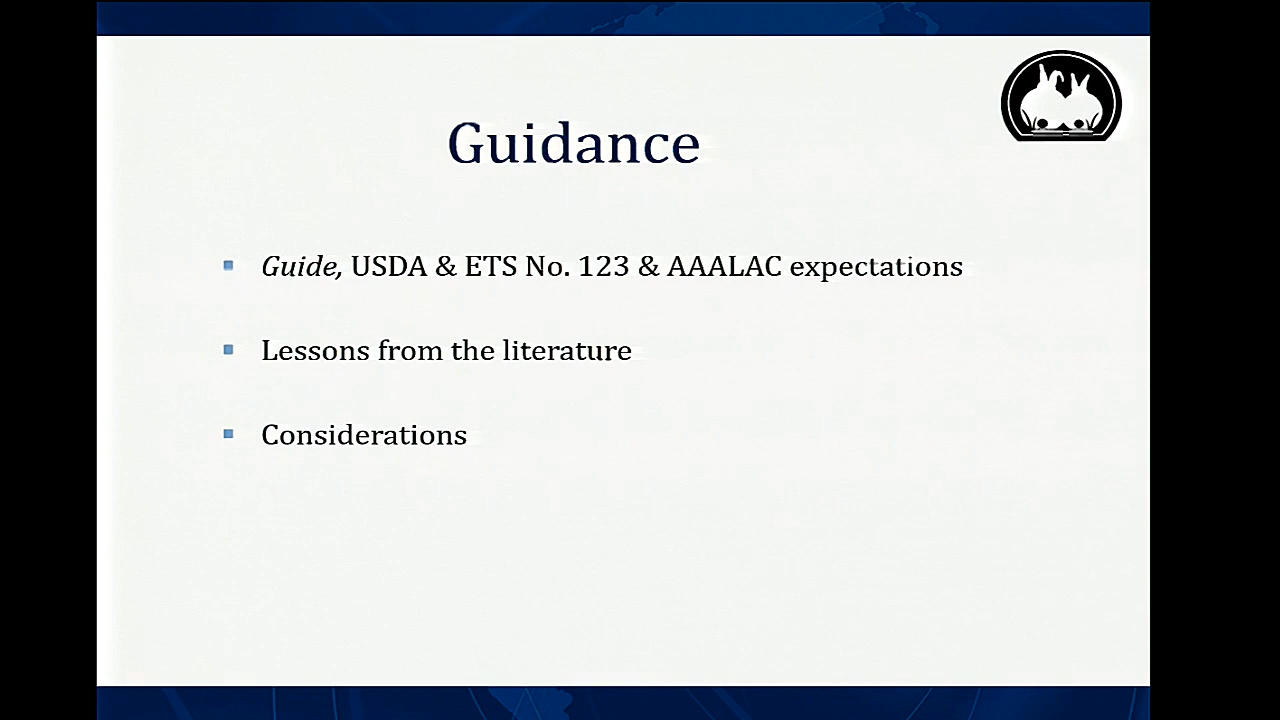 Guidance
Guide, USDA & ETS No. 123 & AAALAC expectations
Lessons from the literature
Considerations